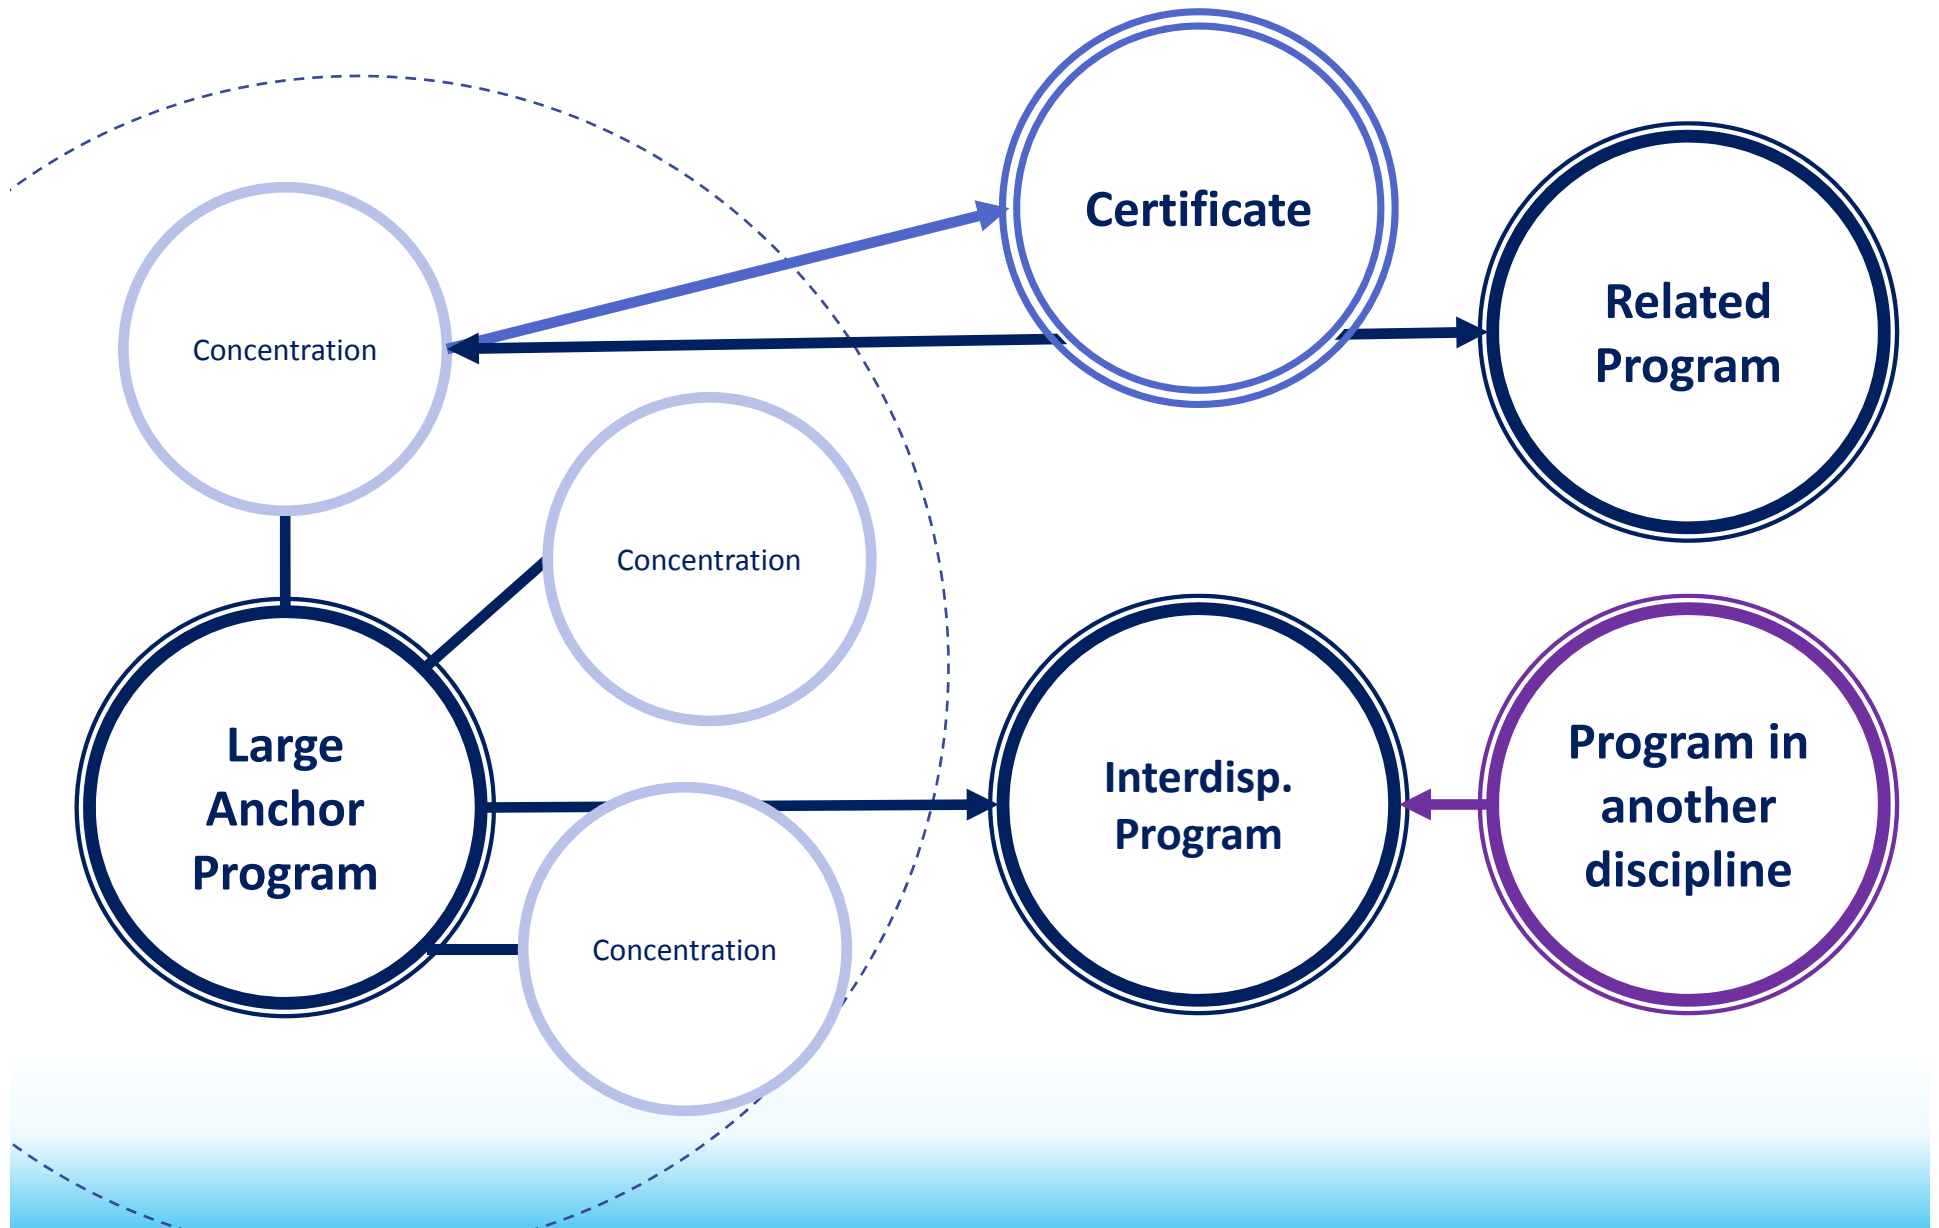 Certificate
Related
Program
Concentration
Concentration
Large
Anchor
Program
Interdisp.
Program
Program in
another
discipline
Concentration